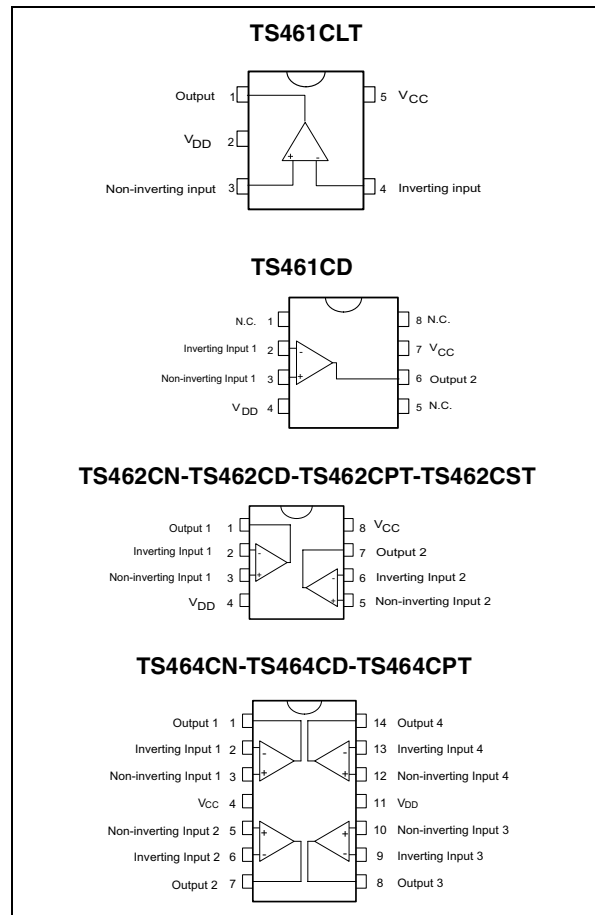 TS461CLT
Output 1 5 VCC
VDD 2
Non-inverting input 3 4 Inverting input
+ -
TS461CD
N.C. 1 8 N.C.
Inverting Input 1 2 - 7 VCC
Non-inverting Input 1 3 + 6 Output 2
VDD 4 5 N.C.
TS462CN-TS462CD-TS462CPT-TS462CST
Output 1 1 8 VCC
Inverting Input 1 2 - 7 Output 2
Non-inverting Input 1 3 + - 6 Inverting Input 2
VDD 4 + 5 Non-inverting Input 2
TS464CN-TS464CD-TS464CPT
Output 1 1 14 Output 4
Inverting Input 1 2 - - 13 Inverting Input 4
Non-inverting Input 1 3 + + 12 Non-inverting Input 4
VCC 4 11 VDD
Non-inverting Input 2 5 + + 10 Non-inverting Input 3
Inverting Input 2 6 - - 9 Inverting Input 3
Output 2 7 8 Output 3